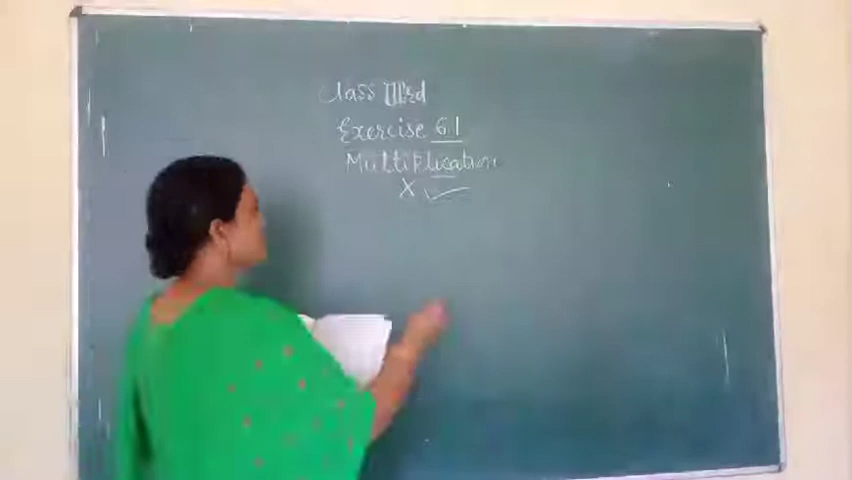 Class IIIrd
Exercise 6.1
Multiplication
× ✓